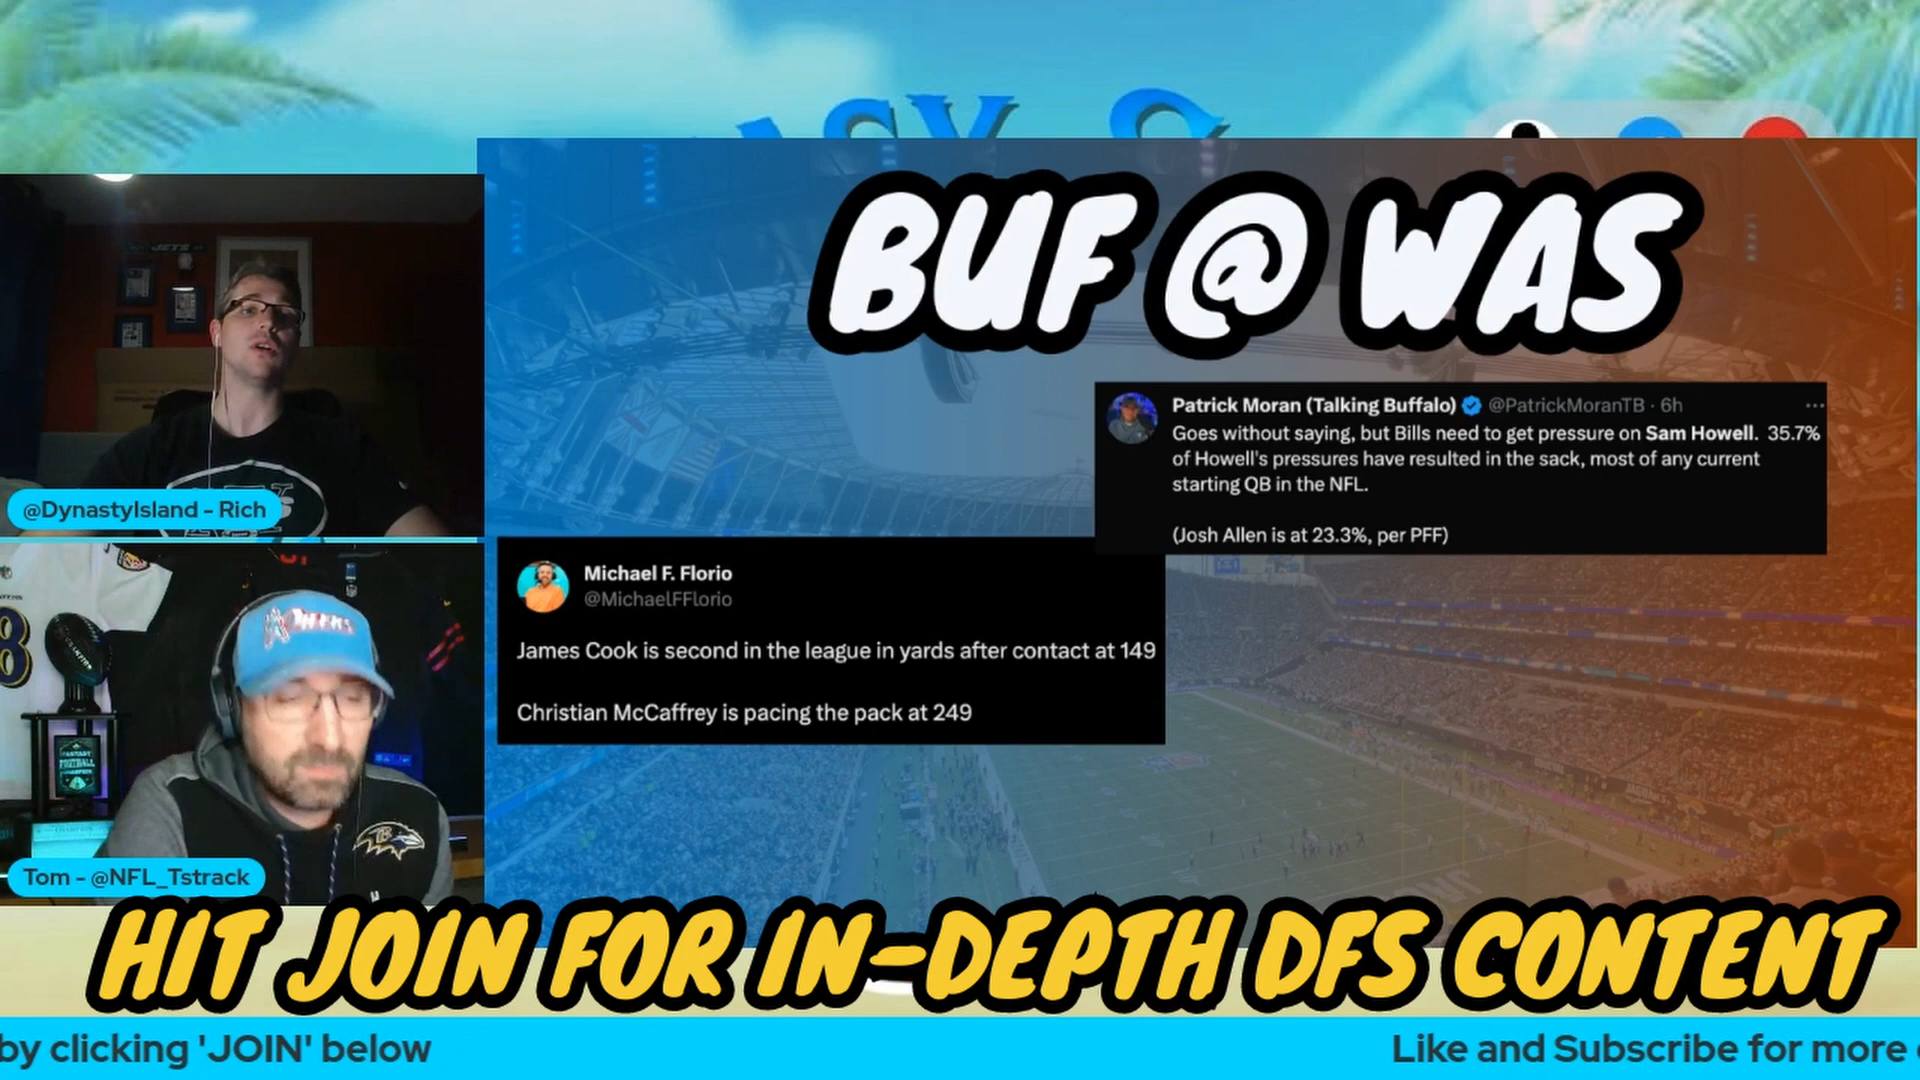 BUF @ WAS
JETS
@DynastyIsland - Rich
Patrick Moran (Talking Buffalo) @PatrickMoranTB · 6h
Goes without saying, but Bills need to get pressure on Sam Howell. 35.7%
of Howell's pressures have resulted in the sack, most of any current
starting QB in the NFL.
(Josh Allen is at 23.3%, per PFF)
Michael F. Florio
@MichaelFFlorio
James Cook is second in the league in yards after contact at 149
Christian McCaffrey is pacing the pack at 249
FANTASY
FOOTBALL
Tom - @NFL_Tstrack
HIT JOIN FOR IN-DEPTH DFS CONTENT
by clicking 'JOIN' below
Like and Subscribe for more